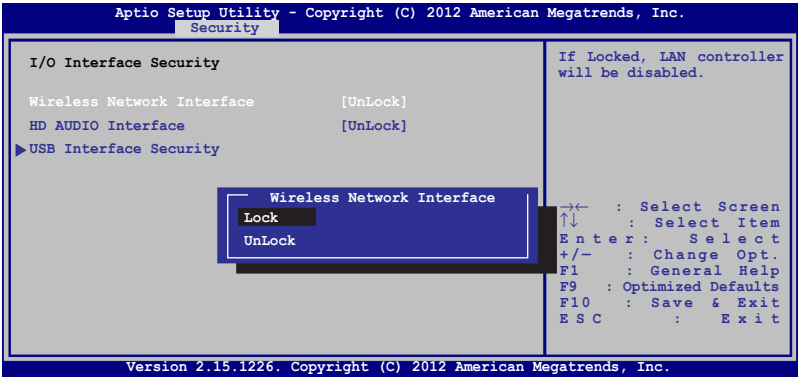 Aptio Setup Utility - Copyright (C) 2012 American Megatrends, Inc.
Security
I/O Interface Security
Wireless Network Interface [UnLock]
HD AUDIO Interface [UnLock]
USB Interface Security
If Locked, LAN controller
will be disabled.
Wireless Network Interface
Lock
UnLock
→← : Select Screen
↑↓ : Select Item
Enter: Select
+/— : Change Opt.
F1 : General Help
F9 : Optimized Defaults
F10 : Save & Exit
ESC : Exit
Version 2.15.1226. Copyright (C) 2012 American Megatrends, Inc.